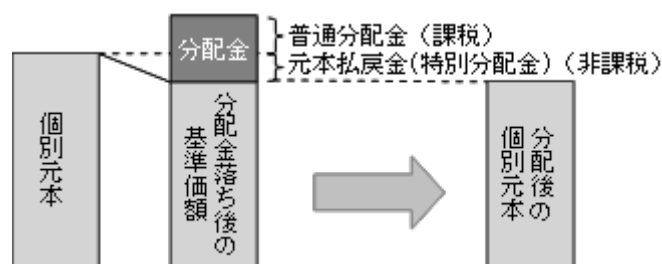 分配金
普通分配金（課税）
元本払戻金(特別分配金)（非課税）
個別元本
分配金落ち後の
基準価額
分配後の
個別元本